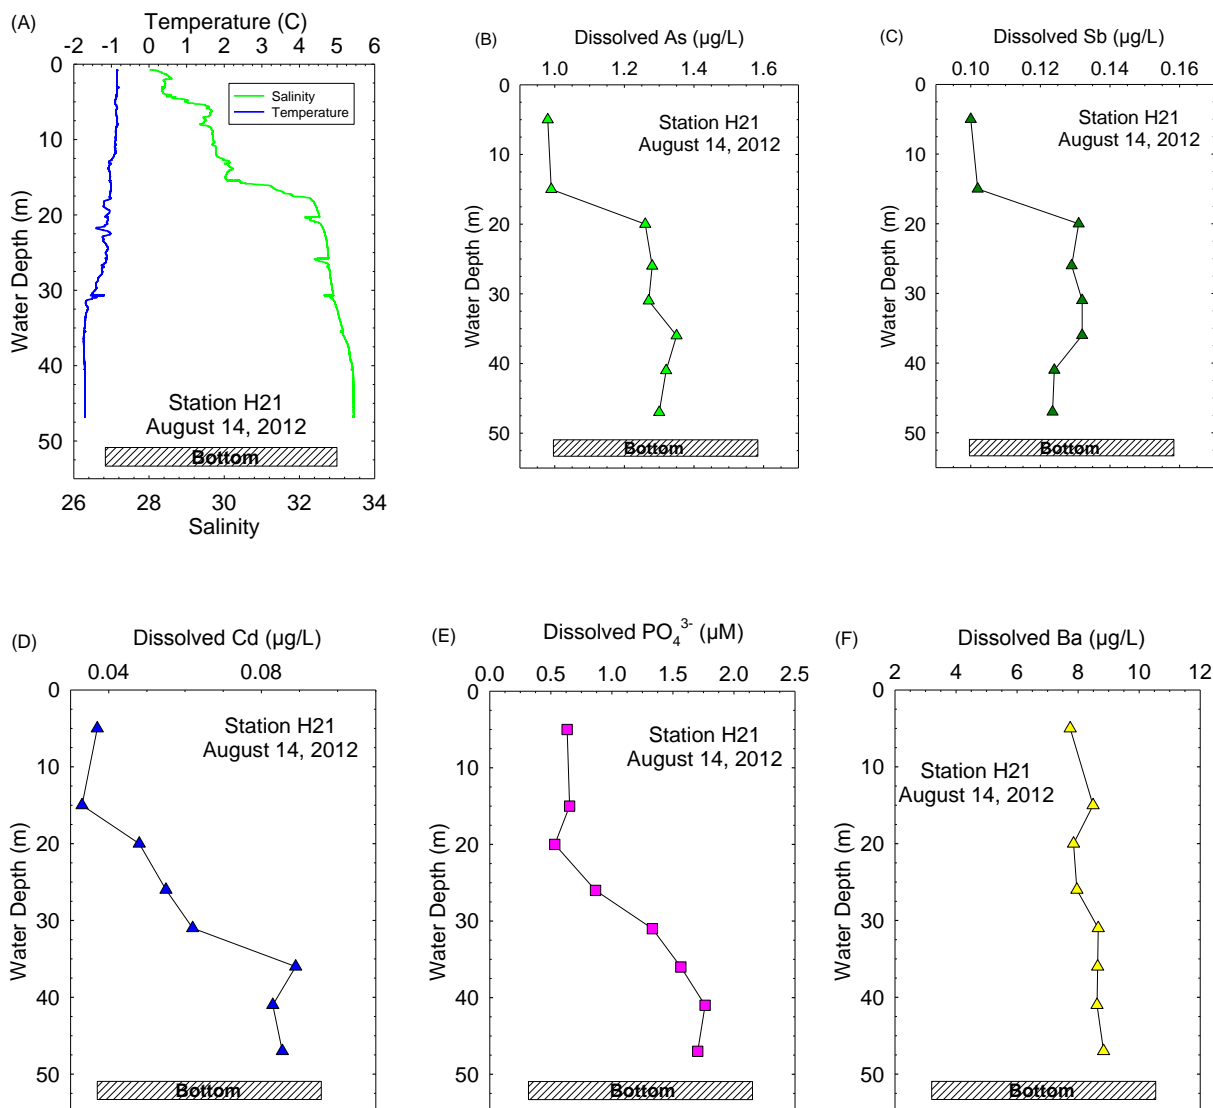 (A)
Temperature (C)
-2 -1 0 1 2 3 4 5 6
0
10
20
30
40
50
Water Depth (m)
Salinity
Temperature
Station H21
August 14, 2012
Bottom
26 28 30 32 34
Salinity
(B)
Dissolved As (µg/L)
1.0 1.2 1.4 1.6
0
10
20
30
40
50
Water Depth (m)
Station H21
August 14, 2012
Bottom
(C)
Dissolved Sb (µg/L)
0.10 0.12 0.14 0.16
0
10
20
30
40
50
Water Depth (m)
Station H21
August 14, 2012
Bottom
(D)
Dissolved Cd (µg/L)
0.04 0.08
0
10
20
30
40
50
Water Depth (m)
Station H21
August 14, 2012
Bottom
(E)
Dissolved PO₄³⁻ (µM)
0.0 0.5 1.0 1.5 2.0 2.5
0
10
20
30
40
50
Water Depth (m)
Station H21
August 14, 2012
Bottom
(F)
Dissolved Ba (µg/L)
2 4 6 8 10 12
0
10
20
30
40
50
Water Depth (m)
Station H21
August 14, 2012
Bottom